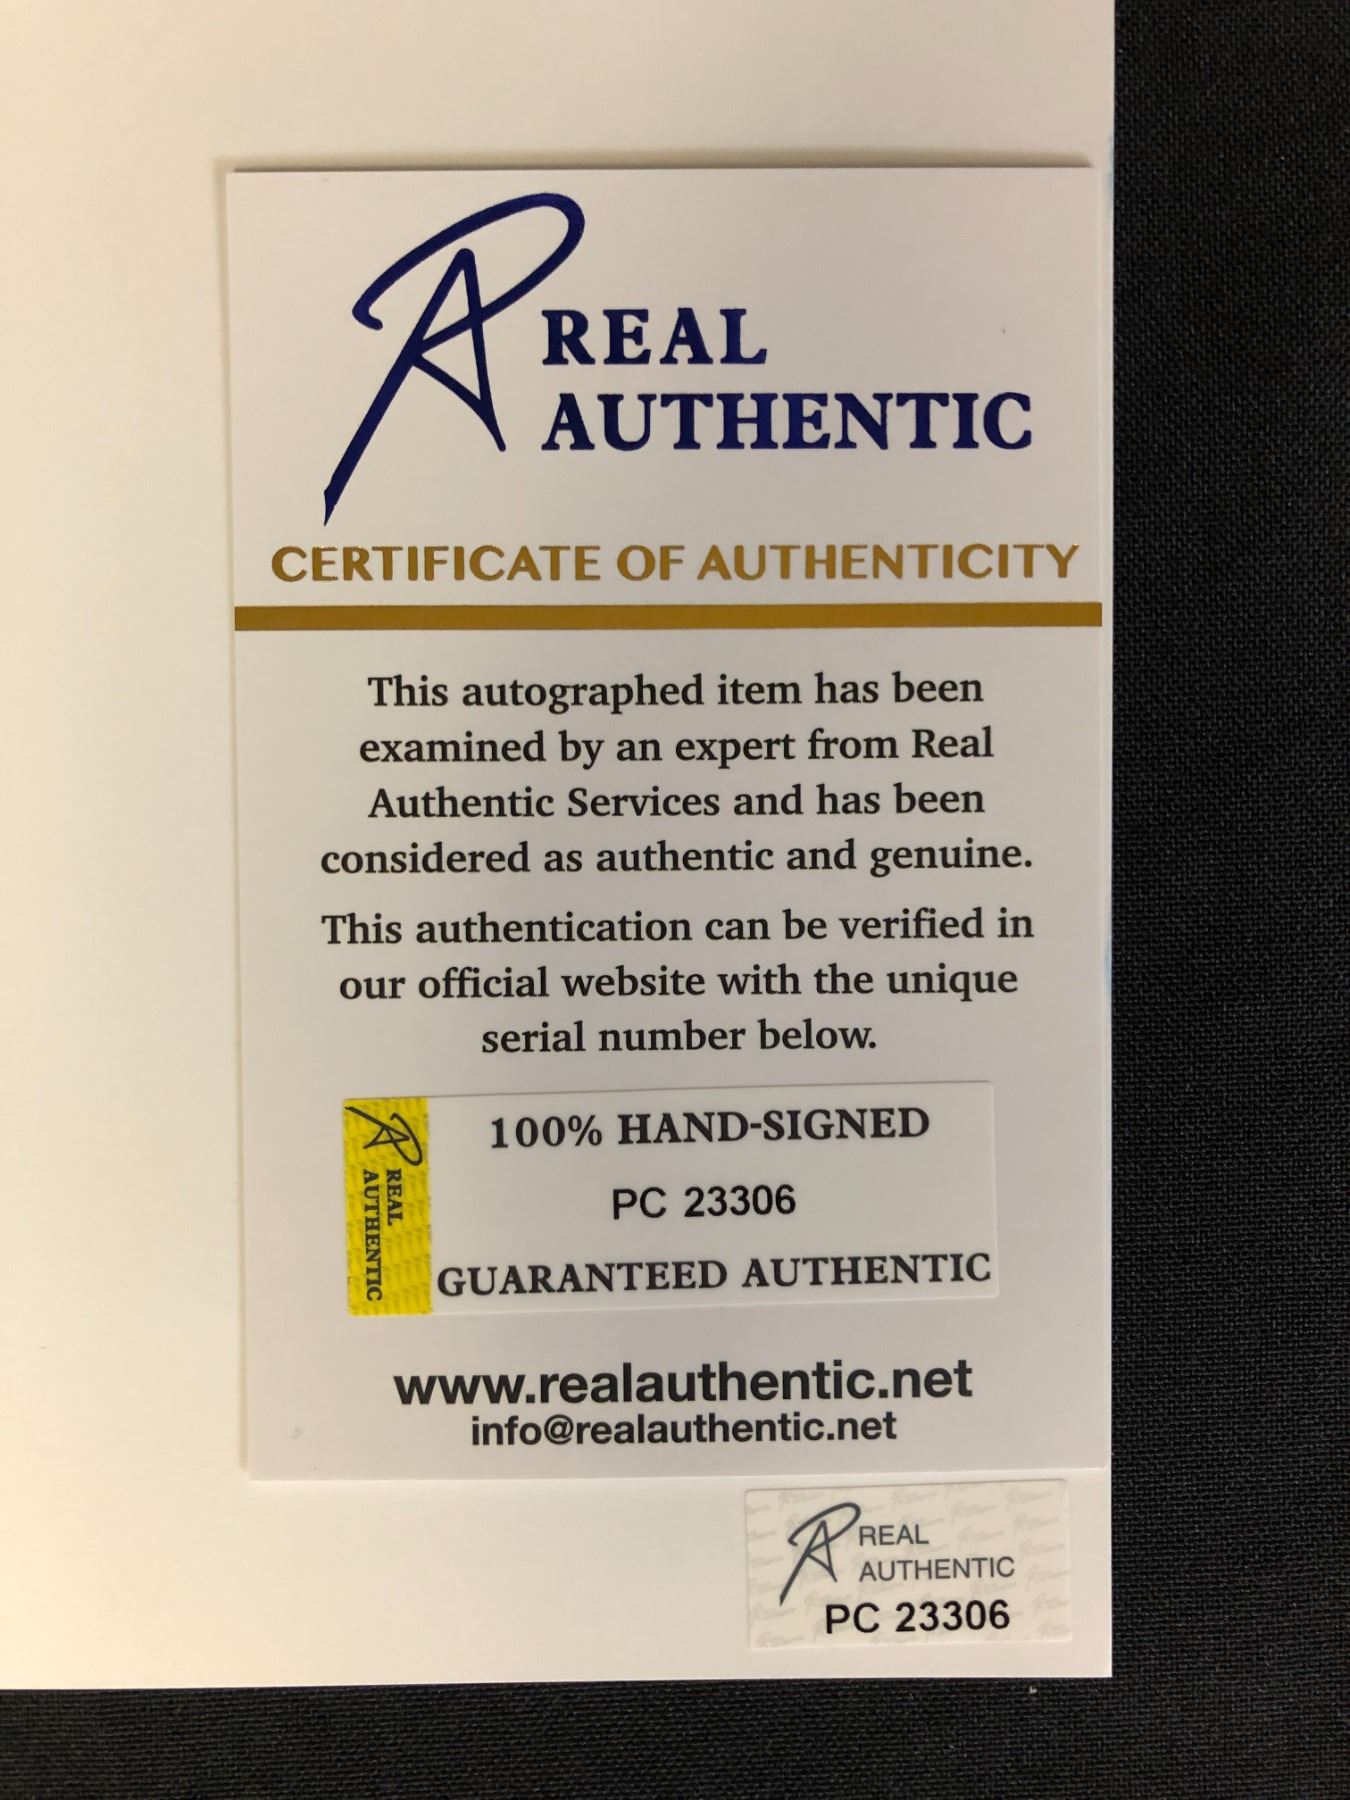 REAL
AUTHENTIC
CERTIFICATE OF AUTHENTICITY
This autographed item has been
examined by an expert from Real
Authentic Services and has been
considered as authentic and genuine.
This authentication can be verified in
our official website with the unique
serial number below.
REAL
AUTHENTIC
100% HAND-SIGNED
PC 23306
GUARANTEED AUTHENTIC
www.realauthentic.net
info@realauthentic.net
REAL
AUTHENTIC
PC 23306